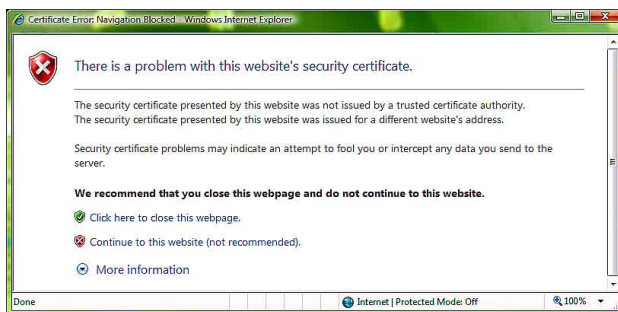 Certificate Error: Navigation Blocked - Windows Internet Explorer
There is a problem with this website's security certificate.
The security certificate presented by this website was not issued by a trusted certificate authority.
The security certificate presented by this website was issued for a different website's address.
Security certificate problems may indicate an attempt to fool you or intercept any data you send to the
server.
We recommend that you close this webpage and do not continue to this website.
Click here to close this webpage.
Continue to this website (not recommended).
More information
Done
Internet | Protected Mode: Off
100%